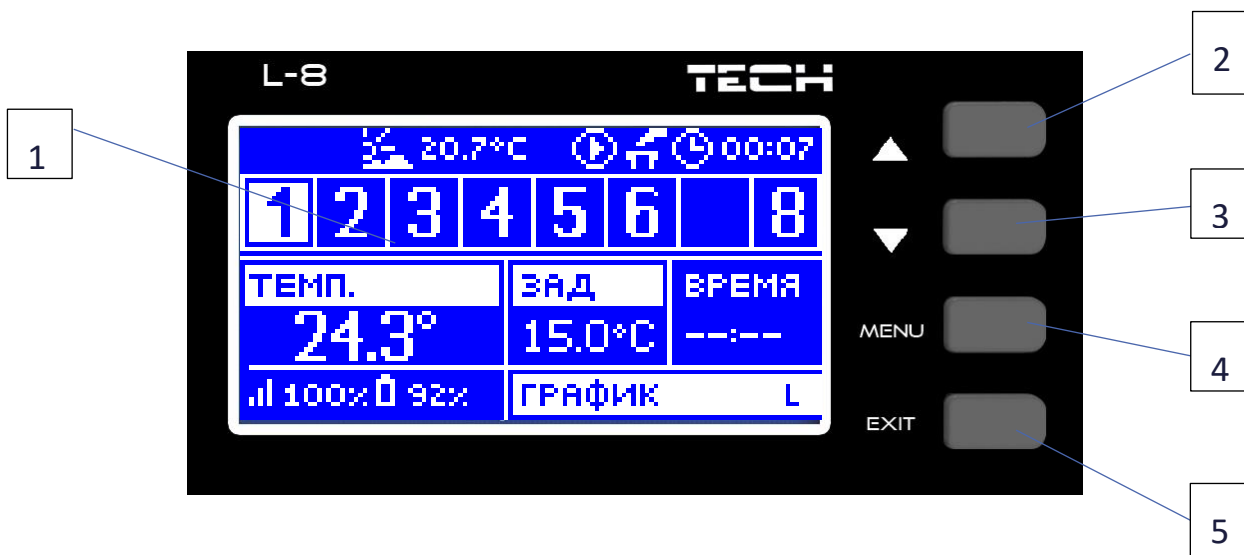 L-8 TECH
20.7°C 00:07
1 2 3 4 5 6 8
ТЕМП. ЗАД ВРЕМЯ
24.3° 15.0°C --:--
100% 92% ГРАФИК L
MENU
EXIT
1
2
3
4
5